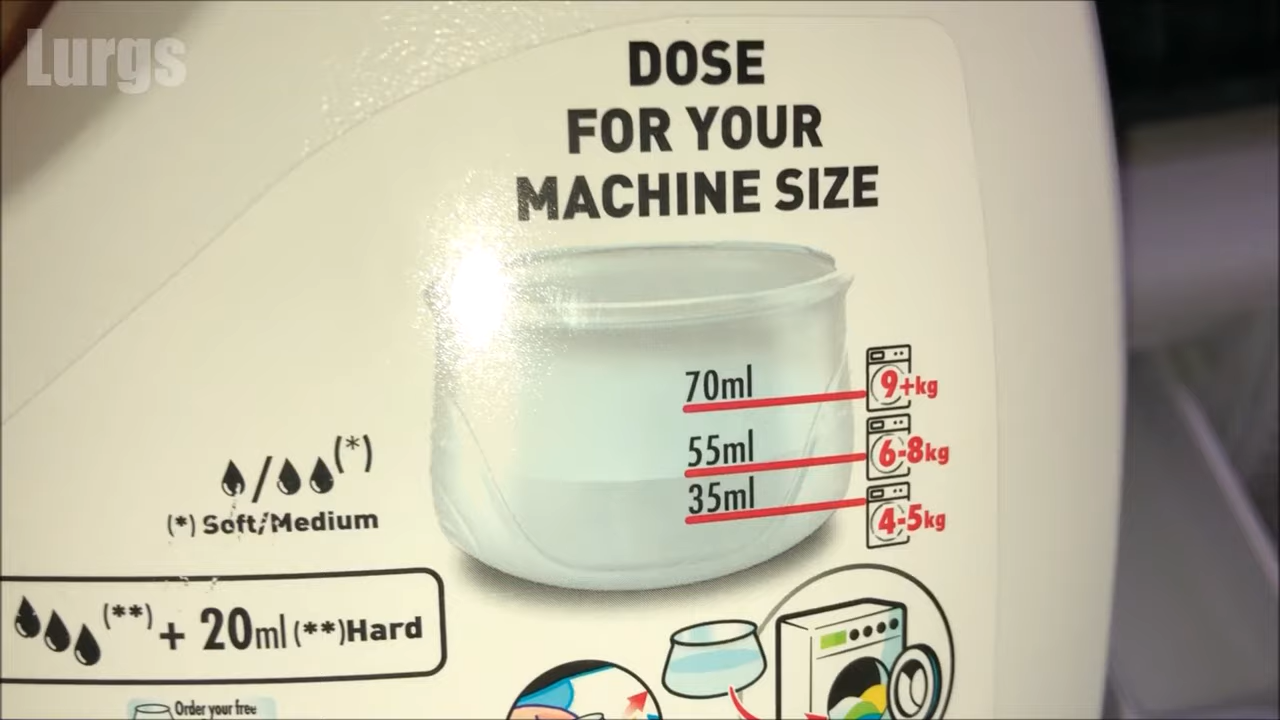 Lurgs
DOSE
FOR YOUR
MACHINE SIZE
70ml
9+kg
55ml
6-8kg
35ml
4-5kg
(*)
(*) Soft/Medium
(**) + 20ml (**)Hard
Order your free